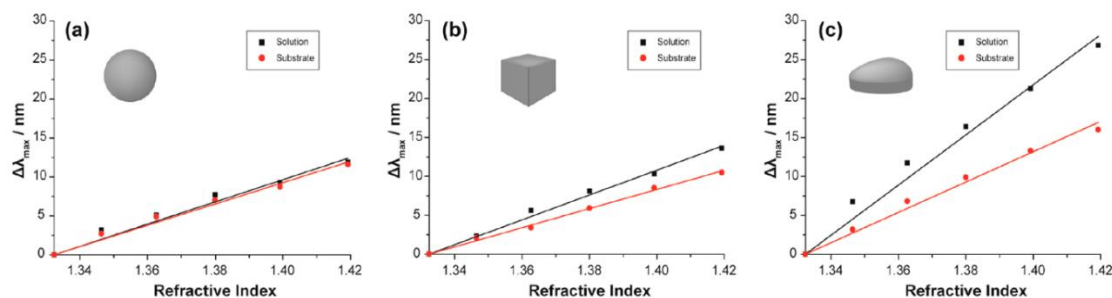 (a)
Solution
Substrate
Δλmax / nm
30
25
20
15
10
5
0
1.34
1.36
1.38
1.40
1.42
Refractive Index
(b)
Solution
Substrate
Δλmax / nm
30
25
20
15
10
5
0
1.34
1.36
1.38
1.40
1.42
Refractive Index
(c)
Solution
Substrate
Δλmax / nm
30
25
20
15
10
5
0
1.34
1.36
1.38
1.40
1.42
Refractive Index